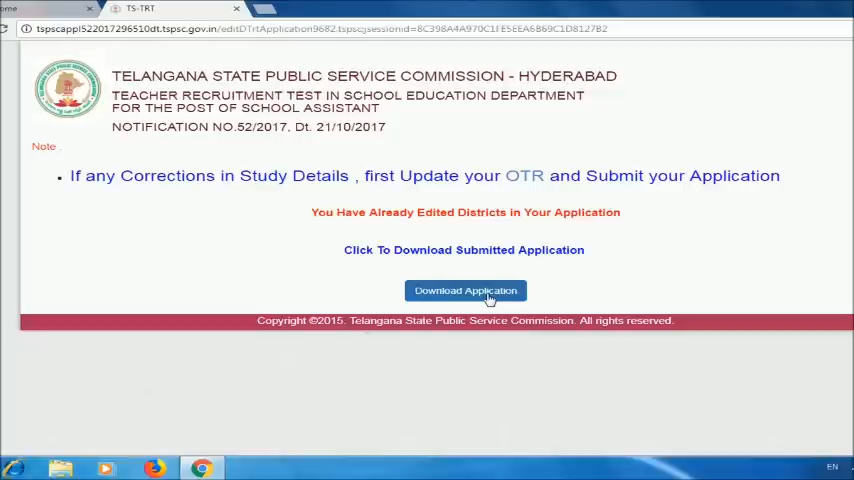 ome
TS-TRT
tspscappl522017296510dt.tspsc.gov.in/editDTrtApplication9682.tspsc;jsessionid=8C398A4A970C1FE5EEA6B69C1D8127B2
TELANGANA STATE PUBLIC SERVICE COMMISSION - HYDERABAD
TEACHER RECRUITMENT TEST IN SCHOOL EDUCATION DEPARTMENT
FOR THE POST OF SCHOOL ASSISTANT
NOTIFICATION NO.52/2017, Dt. 21/10/2017
Note .
• If any Corrections in Study Details , first Update your OTR and Submit your Application
You Have Already Edited Districts in Your Application
Click To Download Submitted Application
Download Application
Copyright ©2015. Telangana State Public Service Commission. All rights reserved.
EN